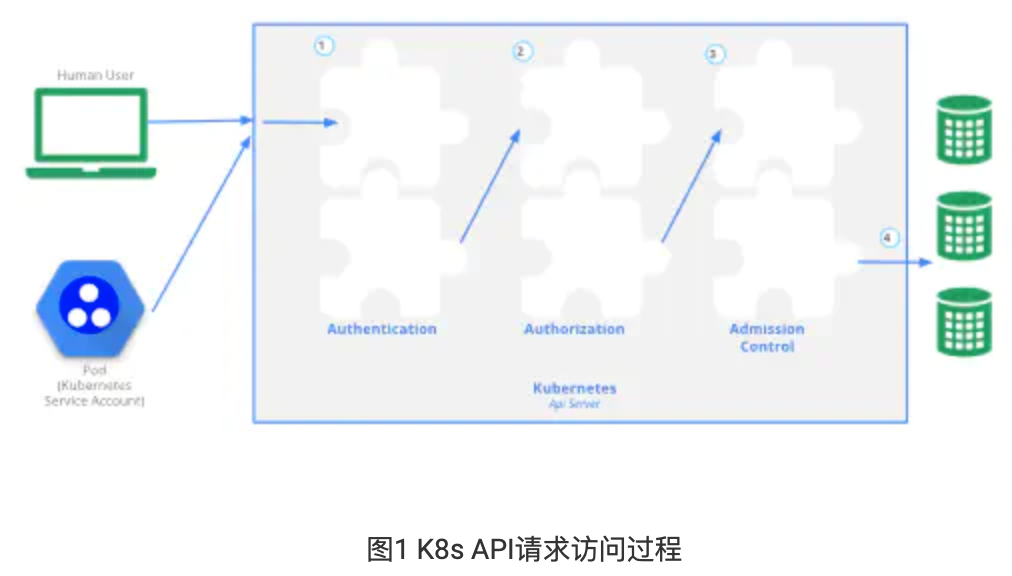 Human User
1
2
3
4
Authentication
Authorization
Admission
Control
Kubernetes
Api Server
Pod
(Kubernetes
Service Account)
图1 K8s API请求访问过程